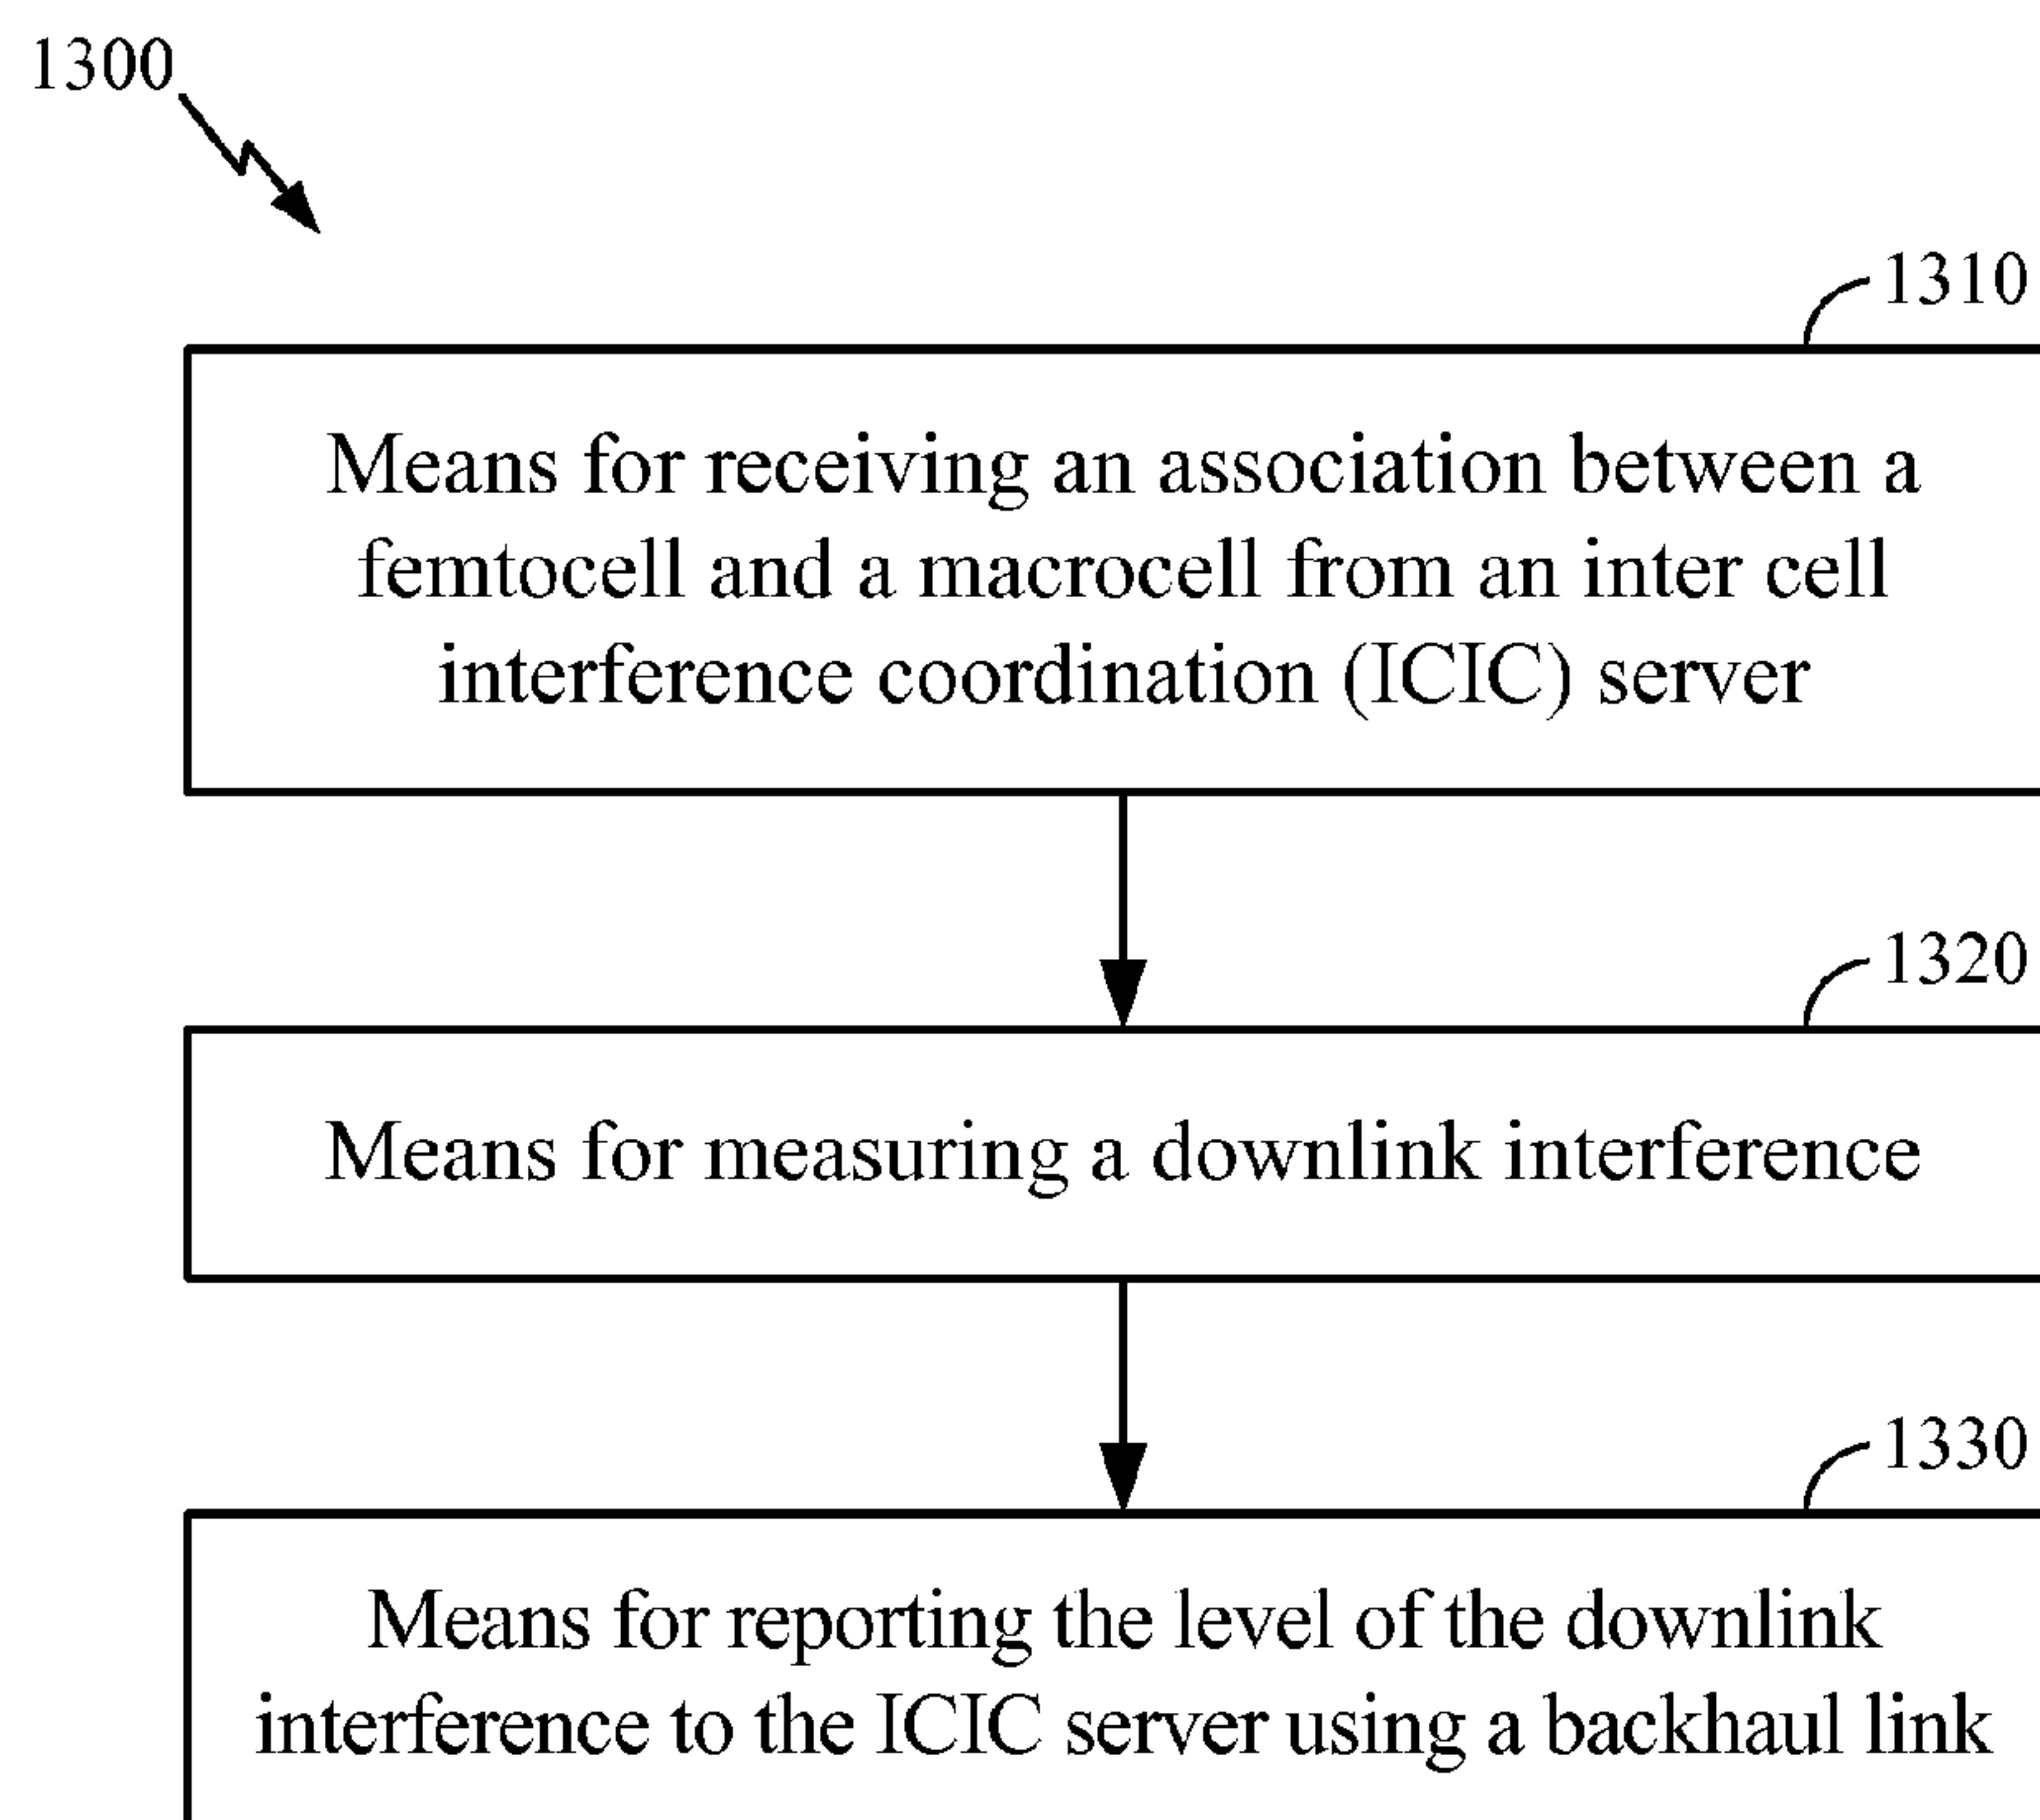 1300
1310
Means for receiving an association between a
femtocell and a macrocell from an inter cell
interference coordination (ICIC) server
1320
Means for measuring a downlink interference
1330
Means for reporting the level of the downlink
interference to the ICIC server using a backhaul link